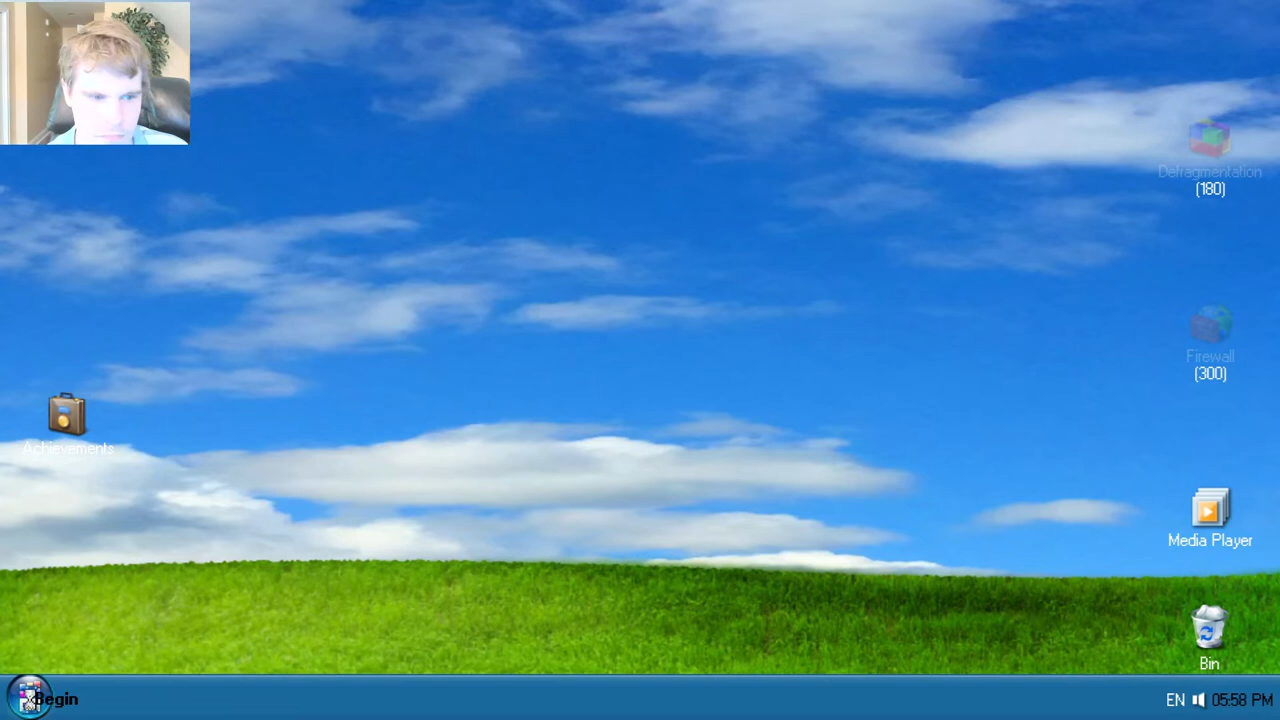 Defragmentation
(180)
Firewall
(300)
Achievements
Media Player
Bin
Begin
EN 05:58 PM